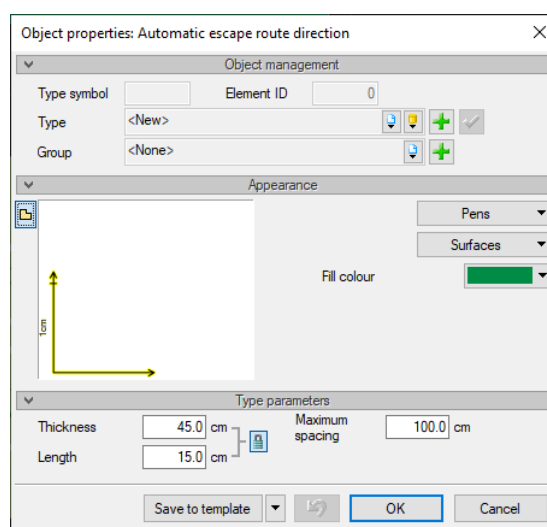 Object properties: Automatic escape route direction
Object management
Type symbol Element ID 0
Type <New>
Group <None>
Appearance
Pens
Surfaces
Fill colour
1cm
Type parameters
Thickness 45.0 cm Maximum spacing 100.0 cm
Length 15.0 cm
Save to template OK Cancel